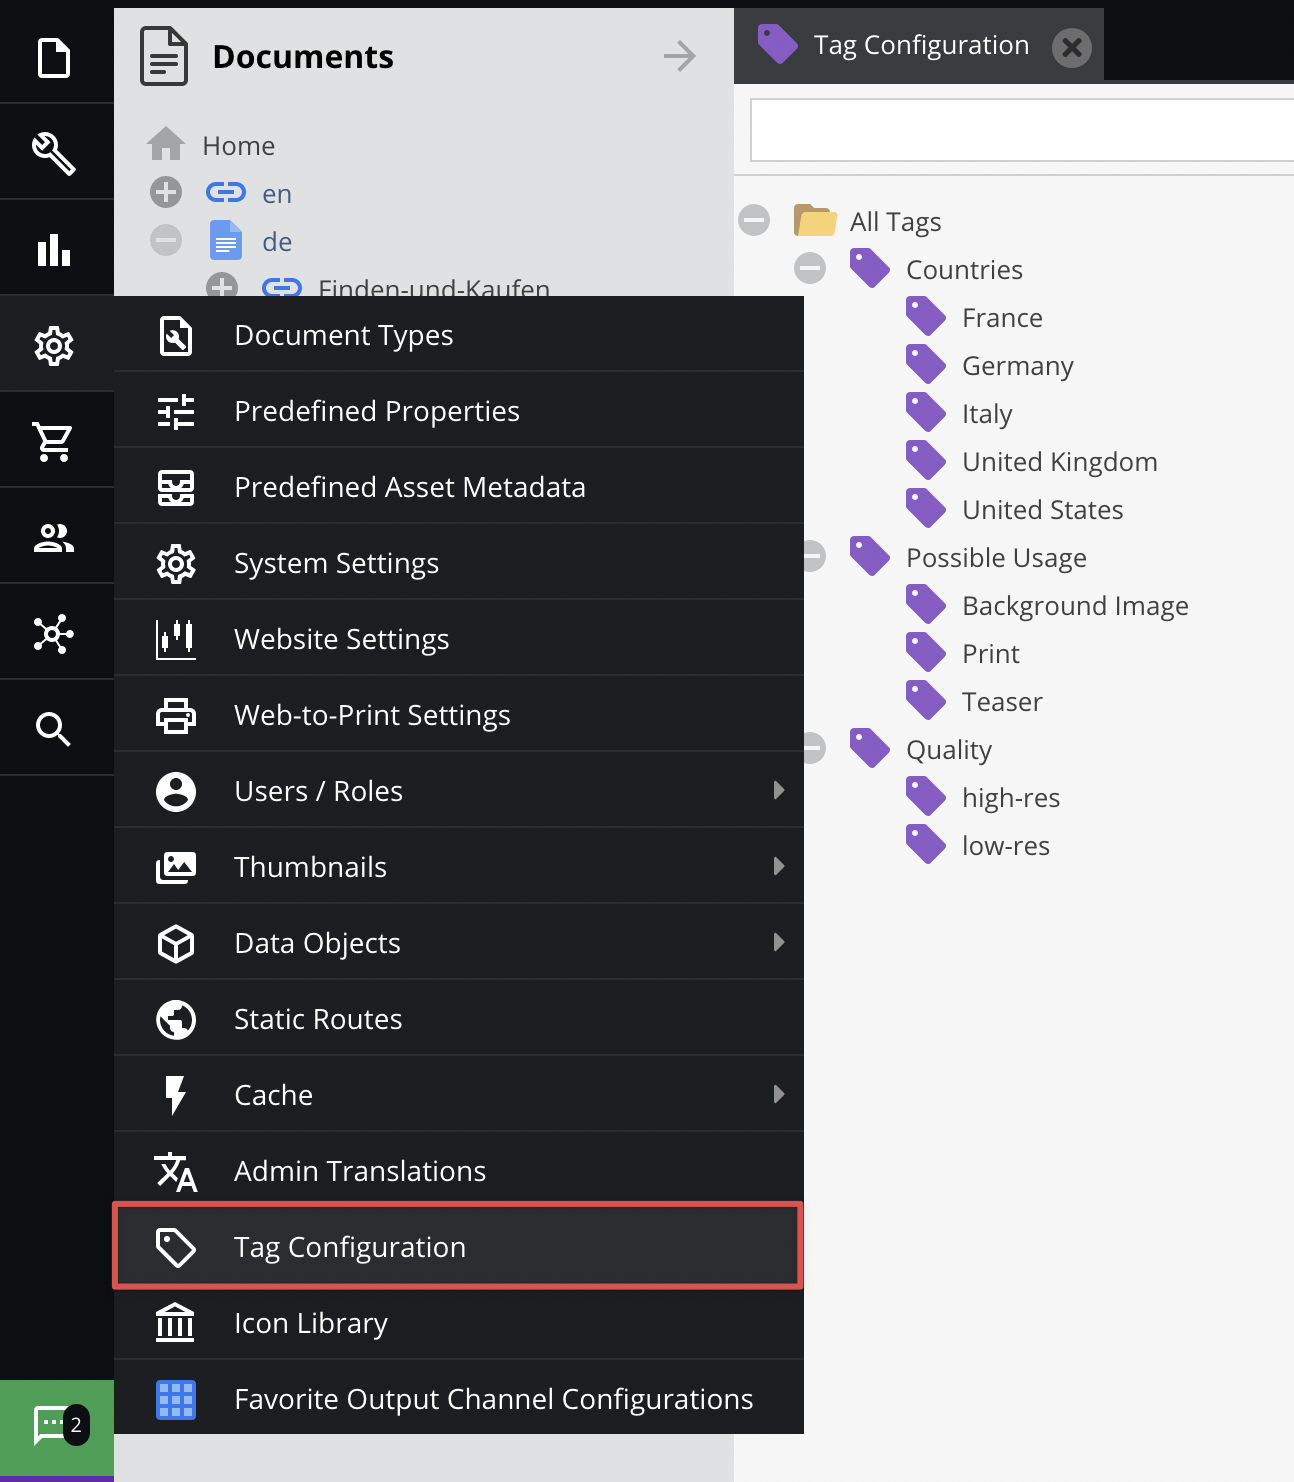 Documents
Home
en
de
Finden-und-Kaufen
Document Types
Predefined Properties
Predefined Asset Metadata
System Settings
Website Settings
Web-to-Print Settings
Users / Roles
Thumbnails
Data Objects
Static Routes
Cache
Admin Translations
Tag Configuration
Icon Library
Favorite Output Channel Configurations
2
Tag Configuration
All Tags
Countries
France
Germany
Italy
United Kingdom
United States
Possible Usage
Background Image
Print
Teaser
Quality
high-res
low-res